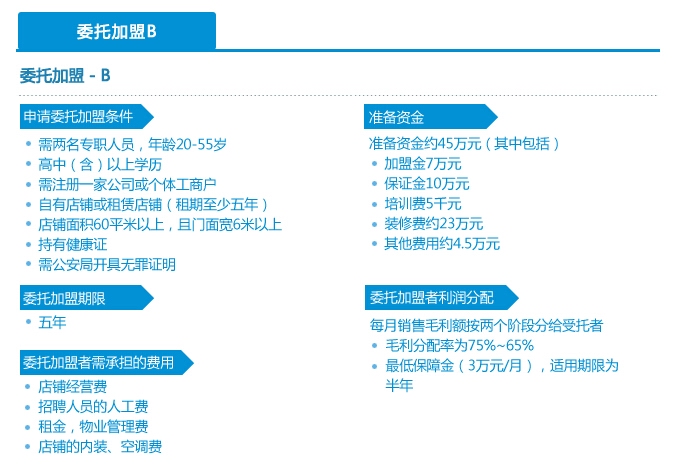 委托加盟B
委托加盟 - B
申请委托加盟条件
需两名专职人员，年龄20-55岁
高中（含）以上学历
需注册一家公司或个体工商户
自有店铺或租赁店铺（租期至少五年）
店铺面积60平米以上，且门面宽6米以上
持有健康证
需公安局开具无罪证明
委托加盟期限
五年
委托加盟者需承担的费用
店铺经营费
招聘人员的人工费
租金，物业管理费
店铺的内装、空调费
准备资金
准备资金约45万元（其中包括）
加盟金7万元
保证金10万元
培训费5千元
装修费约23万元
其他费用约4.5万元
委托加盟者利润分配
每月销售毛利额按两个阶段分给受托者
毛利分配率为75%~65%
最低保障金（3万元/月），适用期限为
半年